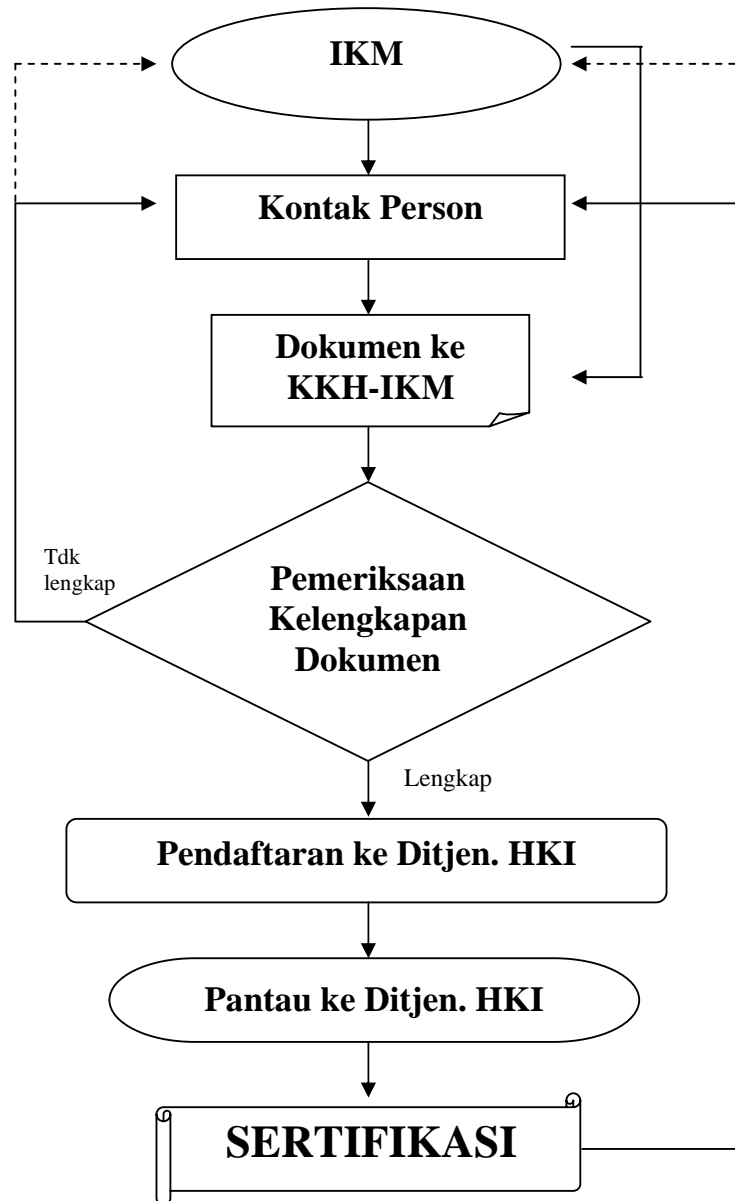 IKM
Kontak Person
Dokumen ke
KKH-IKM
Tdk
lengkap
Pemeriksaan
Kelengkapan
Dokumen
Lengkap
Pendaftaran ke Ditjen. HKI
Pantau ke Ditjen. HKI
SERTIFIKASI